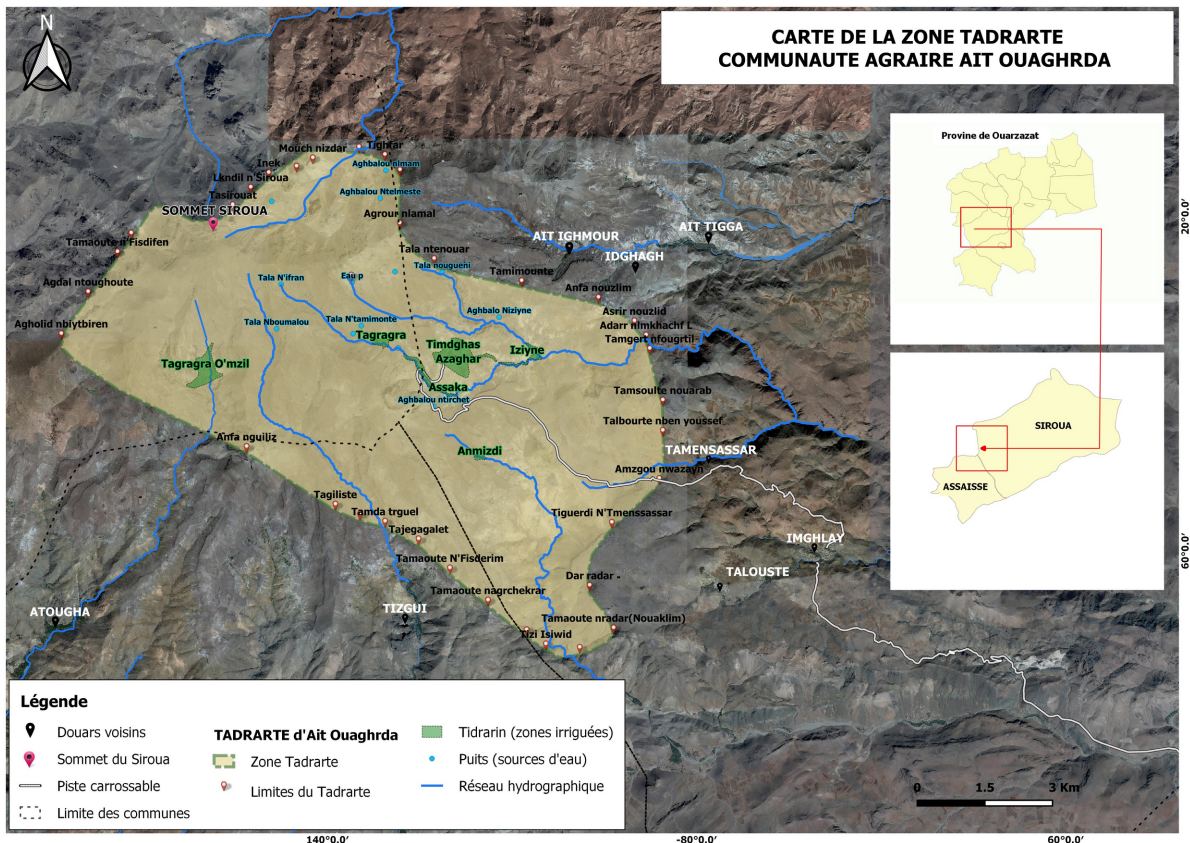 N
CARTE DE LA ZONE TADRARTE
COMMUNAUTE AGRAIRE AIT OUAGHRDA
Provine de Ouarzazat
SIROUA
ASSAISSE
20°0.0'
60°0.0'
Mouch nizdar
Tighfar
Inek
Aghbalou nlmam
Lkndil n'Siroua
Aghbalou Ntelmeste
Tasirouat
SOMMET SIROUA
Agrour nlamal
Tamaoute n'Fisdifen
AIT IGHMOUR
AIT TIGGA
Tala ntenouar
IDGHAGH
Tala nougueni
Tala N'ifran
Eau p
Tamimounte
Agdal ntoughoute
Anfa nouzlim
Aghbalo Niziyne
Asrir nouzlid
Agholid nbiytbiren
Tala Nboumalou
Tala N'tamimonte
Adarr nlmkhachf L
Tagragra
Tamgert nfougrtil
Timdghas
Azaghar
Iziyne
Tagragra O'mzil
Assaka
Tamsoulte nouarab
Aghbalou ntirchet
Talbourte nben youssef
Anfa nguiliz
Anmizdi
TAMENSASSAR
Amzgou nwazayn
Tagiliste
Tamda trguel
Tiguerdi N'Tmenssassar
Tajegagalet
IMGHLAY
Tamaoute N'Fisderim
Dar radar -
TALOUSTE
Tamaoute nagrchekrar
ATOUGHA
TIZGUI
Tamaoute nradar(Nouaklim)
Tizi Isiwid
Légende
Douars voisins
Sommet du Siroua
Piste carrossable
Limite des communes
TADRARTE d'Ait Ouaghrda
Zone Tadrarte
Limites du Tadrarte
Tidrarin (zones irriguées)
Puits (sources d'eau)
Réseau hydrographique
0 1.5 3 Km
140°0.0'
-80°0.0'
60°0.0'